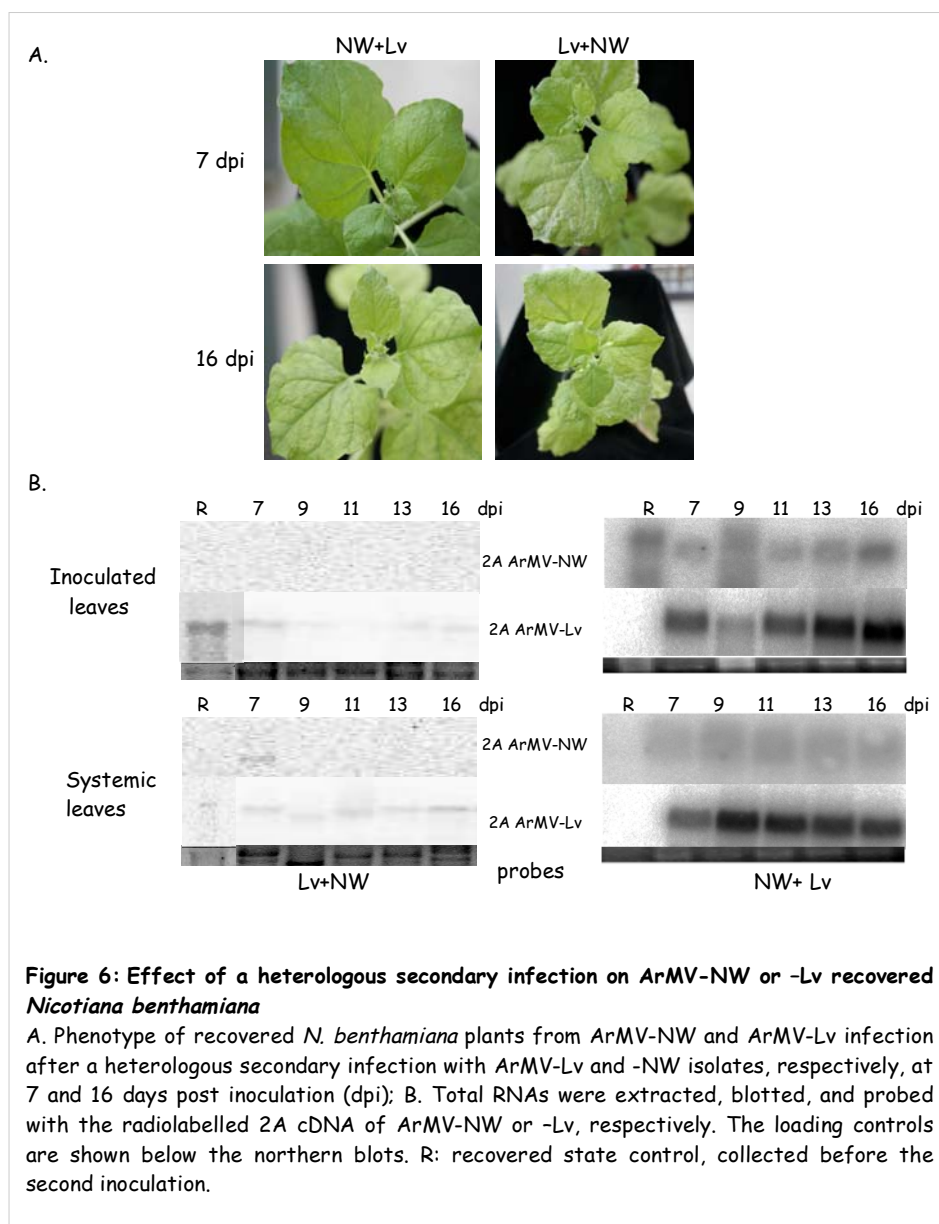 A.
NW+Lv Lv+NW
7 dpi
16 dpi
B.
R 7 9 11 13 16 dpi R 7 9 11 13 16 dpi
2A ArMV-NW
Inoculated
leaves
2A ArMV-Lv
R 7 9 11 13 16 dpi R 7 9 11 13 16 dpi
2A ArMV-NW
Systemic
leaves
2A ArMV-Lv
probes
Lv+NW NW+ Lv
Figure 6: Effect of a heterologous secondary infection on ArMV-NW or –Lv recovered
Nicotiana benthamiana
A. Phenotype of recovered N. benthamiana plants from ArMV-NW and ArMV-Lv infection
after a heterologous secondary infection with ArMV-Lv and -NW isolates, respectively, at
7 and 16 days post inoculation (dpi); B. Total RNAs were extracted, blotted, and probed
with the radiolabelled 2A cDNA of ArMV-NW or –Lv, respectively. The loading controls
are shown below the northern blots. R: recovered state control, collected before the
second inoculation.